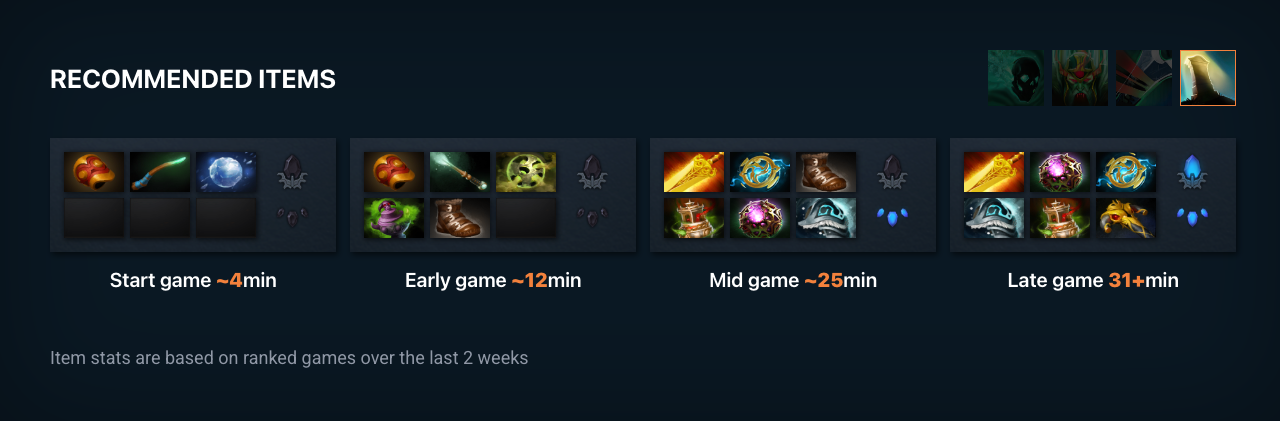 RECOMMENDED ITEMS
Start game ~4min
Early game ~12min
Mid game ~25min
Late game 31+min
Item stats are based on ranked games over the last 2 weeks